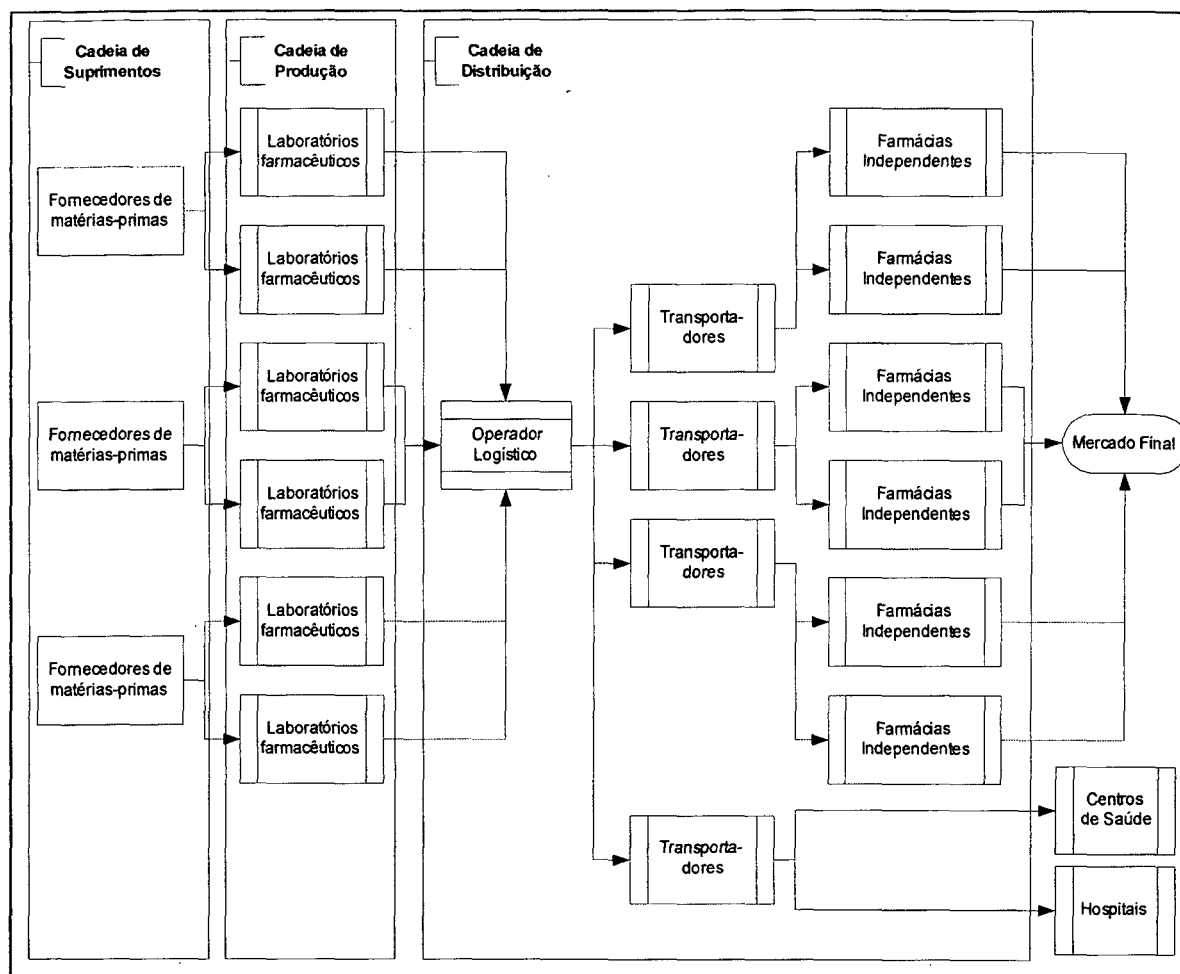 Cadeia de
Suprimentos
Cadeia de
Produção
Cadeia de
Distribuição
Fornecedores de
matérias-primas
Fornecedores de
matérias-primas
Fornecedores de
matérias-primas
Laboratórios
farmacêuticos
Laboratórios
farmacêuticos
Laboratórios
farmacêuticos
Laboratórios
farmacêuticos
Laboratórios
farmacêuticos
Laboratórios
farmacêuticos
Operador
Logístico
Transporta-
dores
Transporta-
dores
Transporta-
dores
Transporta-
dores
Farmácias
Independentes
Farmácias
Independentes
Farmácias
Independentes
Farmácias
Independentes
Farmácias
Independentes
Farmácias
Independentes
Mercado Final
Centros
de Saúde
Hospitais